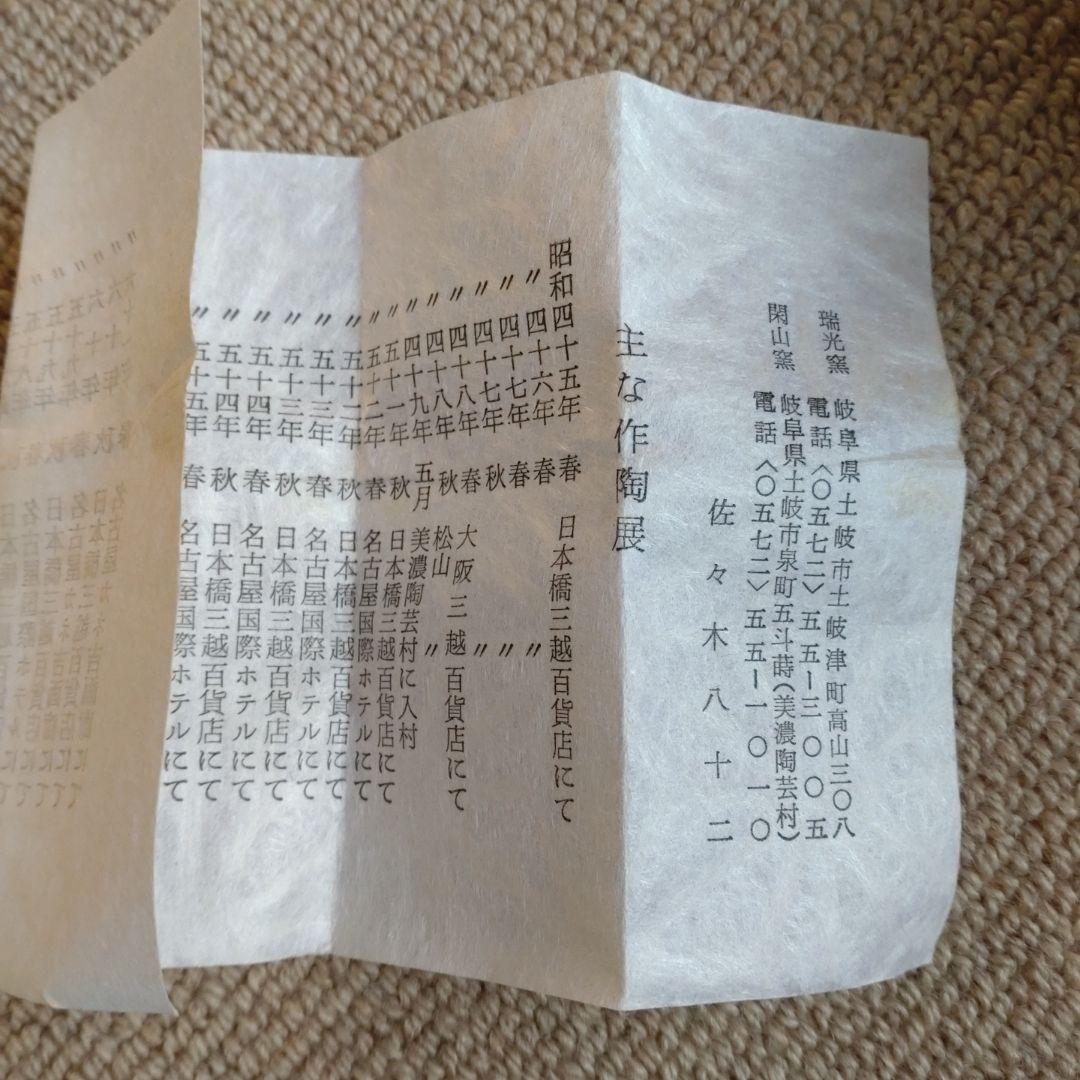 瑞光窯 岐阜県土岐市土岐津町高山三〇八
電話〈〇五七二〉五五ー三〇〇五
閑山窯 岐阜県土岐市泉町五斗蒔(美濃陶芸村)
電話〈〇五七二〉五五ー一〇一〇
佐々木八十二
主な作陶展
昭和四十五年 春 日本橋三越百貨店にて
〃 四十六年 春 〃
〃 四十七年 春 〃
〃 四十七年 秋 〃
〃 四十八年 春 大阪三越百貨店にて
〃 四十八年 秋 松山 〃
〃 四十九年 五月 美濃陶芸村に入村
〃 五十一年 秋 日本橋三越百貨店にて
〃 五十二年 春 名古屋国際ホテルにて
〃 五十二年 秋 日本橋三越百貨店にて
〃 五十三年 春 名古屋国際ホテルにて
〃 五十三年 秋 日本橋三越百貨店にて
〃 五十四年 春 名古屋国際ホテルにて
〃 五十四年 秋 日本橋三越百貨店にて
〃 五十五年 春 名古屋国際ホテルにて